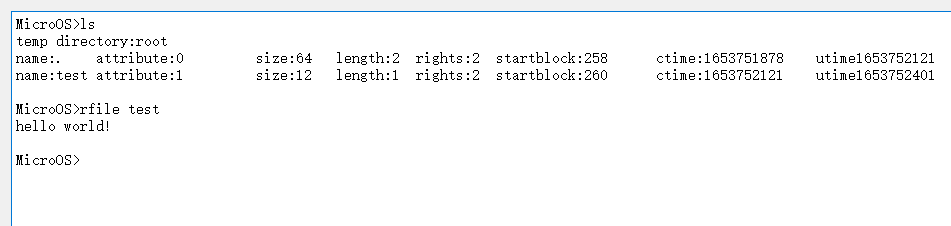 MicroOS>ls
temp directory:root
name:. attribute:0 size:64 length:2 rights:2 startblock:258 ctime:1653751878 utime1653752121
name:test attribute:1 size:12 length:1 rights:2 startblock:260 ctime:1653752121 utime1653752401
MicroOS>rfile test
hello world!
MicroOS>